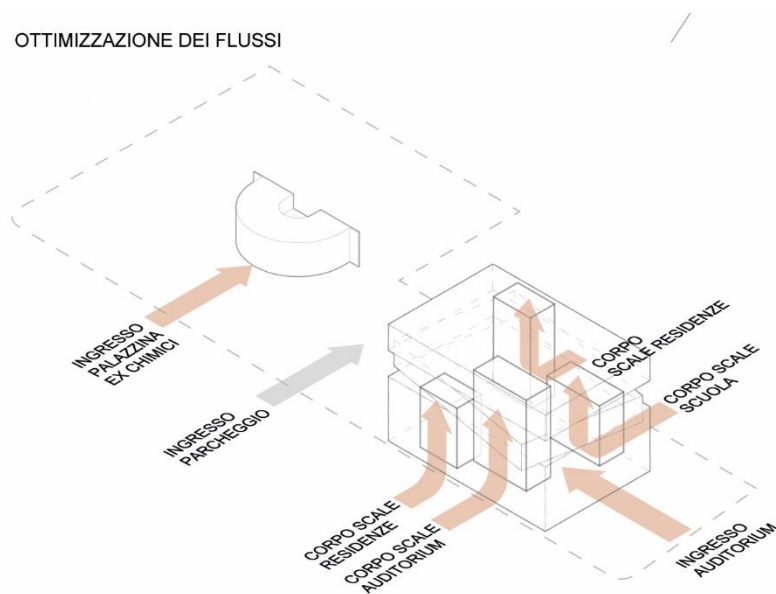 OTTIMIZZAZIONE DEI FLUSSI
INGRESSO
PALAZZINA
EX CHIMICI
INGRESSO
PARCHEGGIO
CORPO
SCALE RESIDENZE
CORPO SCALE
SCUOLA
CORPO SCALE
RESIDENZE
CORPO SCALE
AUDITORIUM
INGRESSO
AUDITORIUM